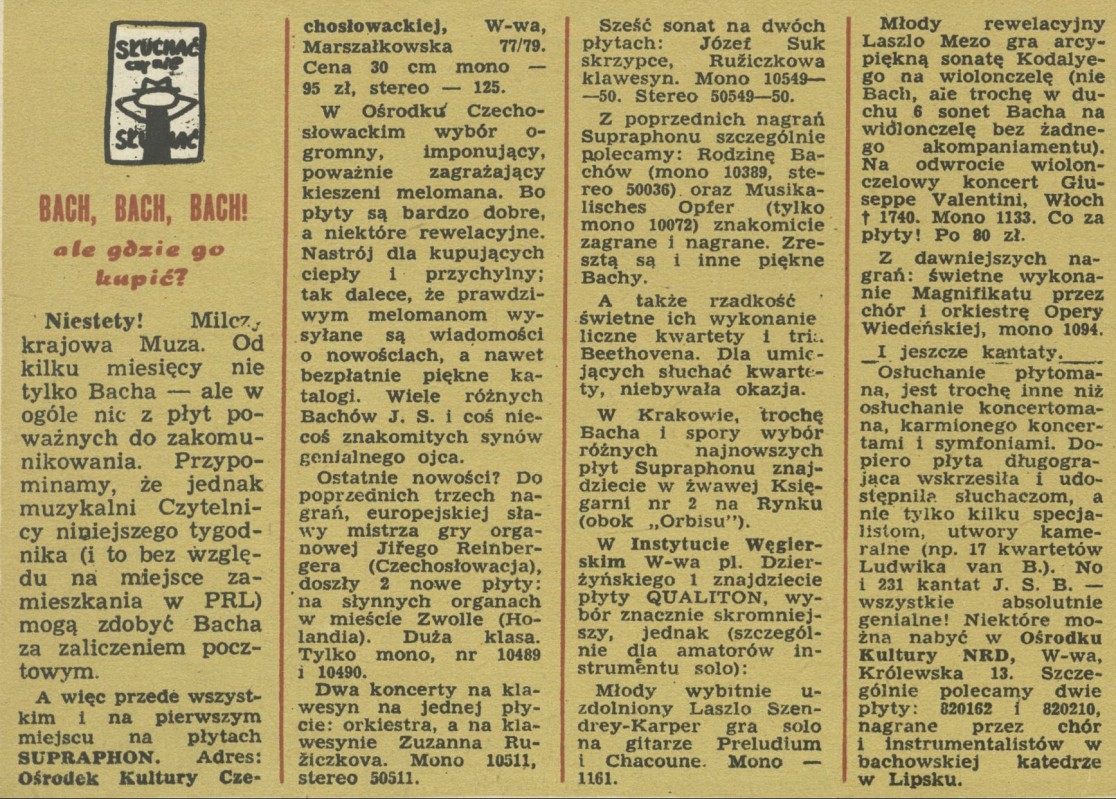 SŁUCHAĆ
czy nie
SŁUCHAĆ
BACH, BACH, BACH!
ale gdzie go
kupić?
Niestety! Milczy
krajowa Muza. Od
kilku miesięcy nie
tylko Bacha — ale w
ogóle nic z płyt po-
ważnych do zakomu-
nikowania. Przypo-
minamy, że jednak
muzykalni Czytelni-
cy niniejszego tygod-
nika (i to bez wzglę-
du na miejsce za-
mieszkania w PRL)
mogą zdobyć Bacha
za zaliczeniem pocz-
towym.
A więc przede wszyst-
kim i na pierwszym
miejscu na płytach
SUPRAPHON. Adres:
Ośrodek Kultury Cze-
chosłowackiej, W-wa,
Marszałkowska 77/79.
Cena 30 cm mono —
95 zł, stereo — 125.
W Ośrodku Czecho-
słowackim wybór o-
gromny, imponujący,
poważnie zagrażający
kieszeni melomana. Bo
płyty są bardzo dobre,
a niektóre rewelacyjne.
Nastrój dla kupujących
ciepły i przychylny;
tak dalece, że prawdzi-
wym melomanom wy-
syłane są wiadomości
o nowościach, a nawet
bezpłatnie piękne ka-
talogi. Wiele różnych
Bachów J. S. i coś nie-
coś znakomitych synów
genialnego ojca.
Ostatnie nowości? Do
poprzednich trzech na-
grań, europejskiej sła-
wy mistrza gry orga-
nowej Jiřego Reinber-
gera (Czechosłowacja),
doszły 2 nowe płyty:
na słynnych organach
w mieście Zwolle (Ho-
landia). Duża klasa.
Tylko mono, nr 10489
i 10490.
Dwa koncerty na kla-
wesyn na jednej pły-
cie: orkiestra, a na kla-
wesynie Zuzanna Ru-
žiczkova. Mono 10511,
stereo 50511.
Sześć sonat na dwóch
płytach: Józef Suk
skrzypce, Ružiczkowa
klawesyn. Mono 10549—
—50. Stereo 50549—50.
Z poprzednich nagrań
Supraphonu szczególnie
polecamy: Rodzinę Ba-
chów (mono 10389, ste-
reo 50036) oraz Musika-
lisches Opfer (tylko
mono 10072) znakomicie
zagrane i nagrane. Zre-
sztą są i inne piękne
Bachy.
A także rzadkość
świetne ich wykonanie
liczne kwartety i tria
Beethovena. Dla umie-
jących słuchać kwarte-
ty, niebywała okazja.
W Krakowie, trochę
Bacha i spory wybór
różnych najnowszych
płyt Supraphonu znaj-
dziecie w żwawej Księ-
garni nr 2 na Rynku
(obok „Orbisu").
W Instytucie Węgier-
skim W-wa pl. Dzier-
żyńskiego 1 znajdziecie
płyty QUALITON, wy-
bór znacznie skromniej-
szy, jednak (szczegól-
nie dla amatorów in-
strumentu solo):
Młody wybitnie u-
zdolniony Laszlo Szen-
drey-Karper gra solo
na gitarze Preludium
i Chacoune. Mono —
1161.
Młody rewelacyjny
Laszlo Mezo gra arcy-
piękną sonatę Kodalye-
go na wiolonczelę (nie
Bach, ale trochę w du-
chu 6 sonet Bacha na
widlonczelę bez żadne-
go akompaniamentu).
Na odwrocie wiolon-
czelowy koncert Giu-
seppe Valentini, Włoch
† 1740. Mono 1133. Co za
płyty! Po 80 zł.
Z dawniejszych na-
grań: świetne wykona-
nie Magnifikatu przez
chór i orkiestrę Opery
Wiedeńskiej, mono 1094.
I jeszcze kantaty.
Osłuchanie płytoma-
na, jest trochę inne niż
osłuchanie koncertoma-
na, karmionego koncer-
tami i symfoniami. Do-
piero płyta długogra-
jąca wskrzesiła i udo-
stępniła słuchaczom, a
nie tylko kilku specja-
listom, utwory kame-
ralne (np. 17 kwartetów
Ludwika van B.). No
i 231 kantat J. S. B. —
wszystkie absolutnie
genialne! Niektóre mo-
żna nabyć w Ośrodku
Kultury NRD, W-wa,
Królewska 13. Szcze-
gólnie polecamy dwie
płyty: 820162 i 820210,
nagrane przez chór
i instrumentalistów w
bachowskiej katedrze
w Lipsku.